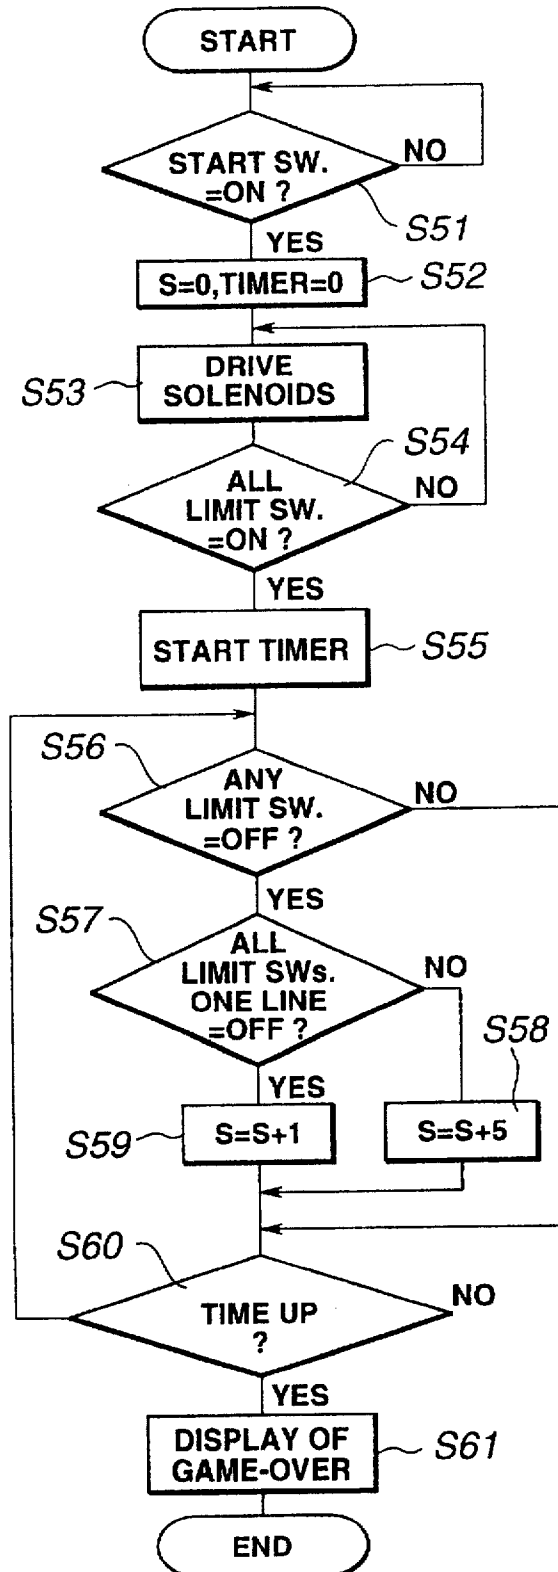 START
START SW.
=ON ?
NO
S51
YES
S=0,TIMER=0
S52
DRIVE
SOLENOIDS
S53
S54
ALL
LIMIT SW.
=ON ?
NO
YES
START TIMER
S55
S56
ANY
LIMIT SW.
=OFF ?
NO
YES
S57
ALL
LIMIT SWs.
ONE LINE
=OFF ?
NO
S58
YES
S59
S=S+1
S=S+5
S60
TIME UP
?
NO
YES
DISPLAY OF
GAME-OVER
S61
END